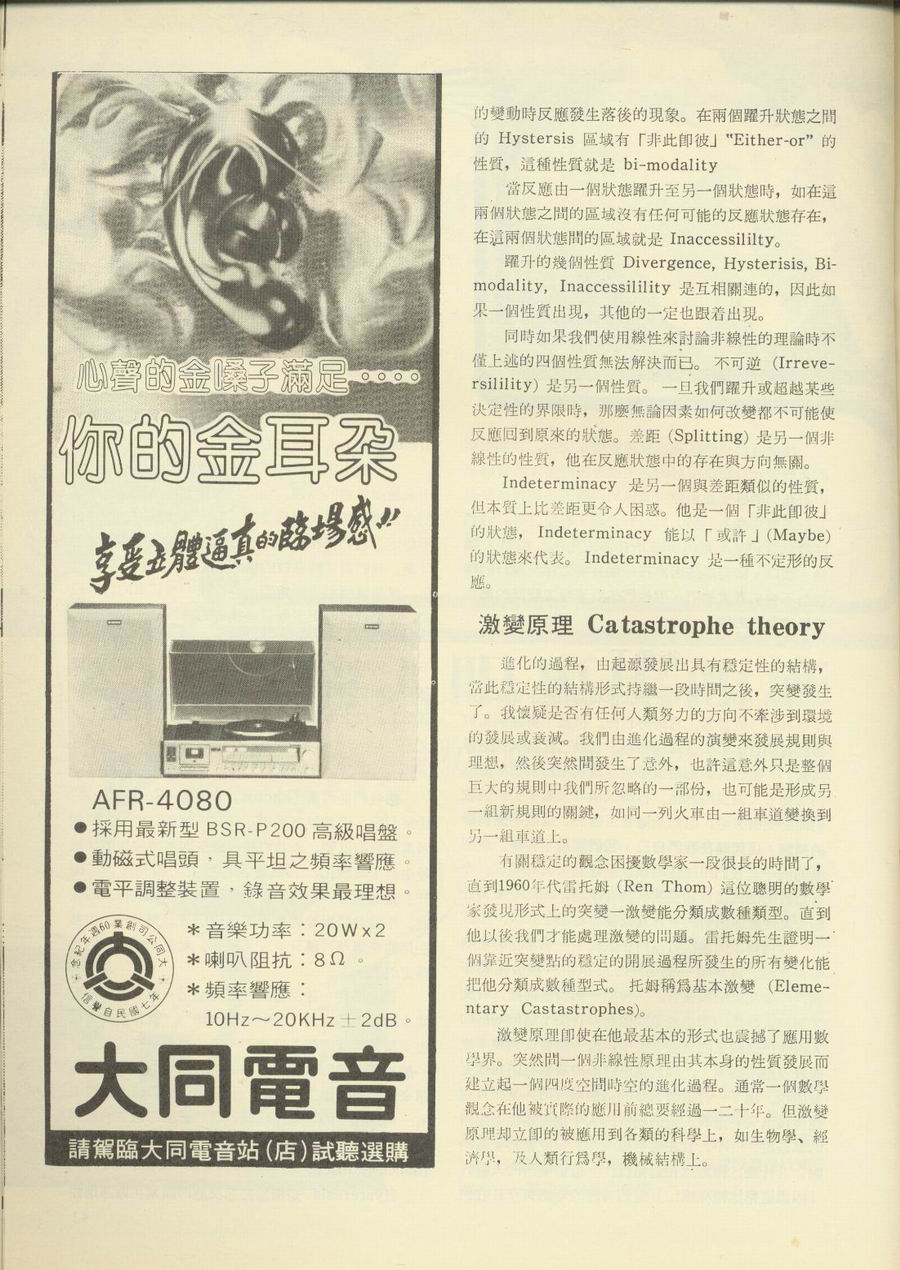 心聲的金嗓子滿足····
你的金耳朶
享受立體逼真的臨場感!!
AFR-4080
●採用最新型 BSR-P200 高級唱盤。
●動磁式唱頭，具平坦之頻率響應。
●電平調整裝置，錄音效果最理想。
大同公司創業60週年紀念
七年國民自譽信
＊音樂功率：20W×2
＊喇叭阻抗：8Ω。
＊頻率響應：
10Hz～20KHz ±2dB。
大同電音
請駕臨大同電音站(店)試聽選購
的變動時反應發生落後的現象。在兩個躍升狀態之間
的 Hystersis 區域有「非此卽彼」"Either-or" 的
性質，這種性質就是 bi-modality
當反應由一個狀態躍升至另一個狀態時，如在這
兩個狀態之間的區域沒有任何可能的反應狀態存在，
在這兩個狀態間的區域就是 Inaccessililty。
躍升的幾個性質 Divergence, Hysterisis, Bi-
modality, Inaccessilility 是互相關連的，因此如
果一個性質出現，其他的一定也跟着出現。
同時如果我們使用線性來討論非線性的理論時不
僅上述的四個性質無法解決而已。 不可逆 (Irreve-
rsilility) 是另一個性質。 一旦我們躍升或超越某些
決定性的界限時，那麼無論因素如何改變都不可能使
反應囘到原來的狀態。差距 (Splitting) 是另一個非
線性的性質，他在反應狀態中的存在與方向無關。
Indeterminacy 是另一個與差距類似的性質，
但本質上比差距更令人困惑。他是一個「非此卽彼」
的狀態， Indeterminacy 能以「或許」(Maybe)
的狀態來代表。 Indeterminacy 是一種不定形的反
應。
激變原理 Catastrophe theory
進化的過程，由起源發展出具有穩定性的結構，
當此穩定性的結構形式持繼一段時間之後，突變發生
了。我懷疑是否有任何人類努力的方向不牽涉到環境
的發展或衰減。我們由進化過程的演變來發展規則與
理想，然後突然間發生了意外，也許這意外只是整個
巨大的規則中我們所忽略的一部份，也可能是形成另
一組新規則的關鍵，如同一列火車由一組車道變換到
另一組車道上。
有關穩定的觀念困擾數學家一段很長的時間了，
直到1960年代雷托姆 (Ren Thom) 這位聰明的數學
家發現形式上的突變一激變能分類成數種類型。直到
他以後我們才能處理激變的問題。雷托姆先生證明一
個靠近突變點的穩定的開展過程所發生的所有變化能
把他分類成數種型式。 托姆稱爲基本激變 (Eleme-
ntary Castastrophes)。
激變原理卽使在他最基本的形式也震撼了應用數
學界。突然間一個非線性原理由其本身的性質發展而
建立起一個四度空間時空的進化過程。通常一個數學
觀念在他被實際的應用前總要經過一二十年。但激變
原理却立卽的被應用到各類的科學上，如生物學、經
濟學，及人類行爲學，機械結構上。